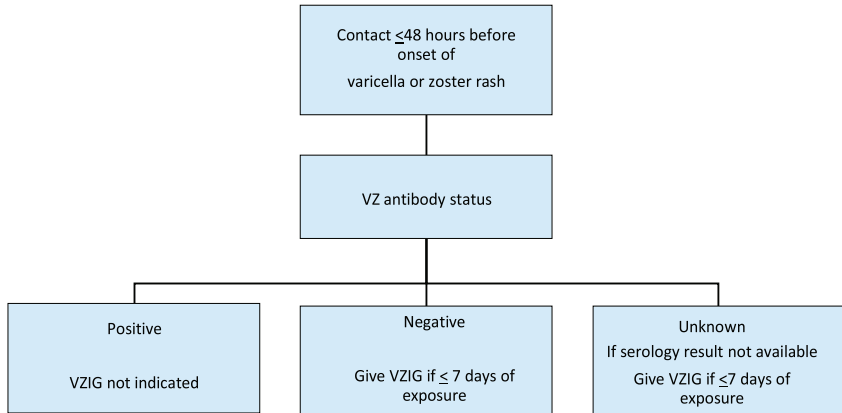 Contact <48 hours before
onset of
varicella or zoster rash
VZ antibody status
Positive
VZIG not indicated
Negative
Give VZIG if < 7 days of
exposure
Unknown
If serology result not available
Give VZIG if <7 days of
exposure